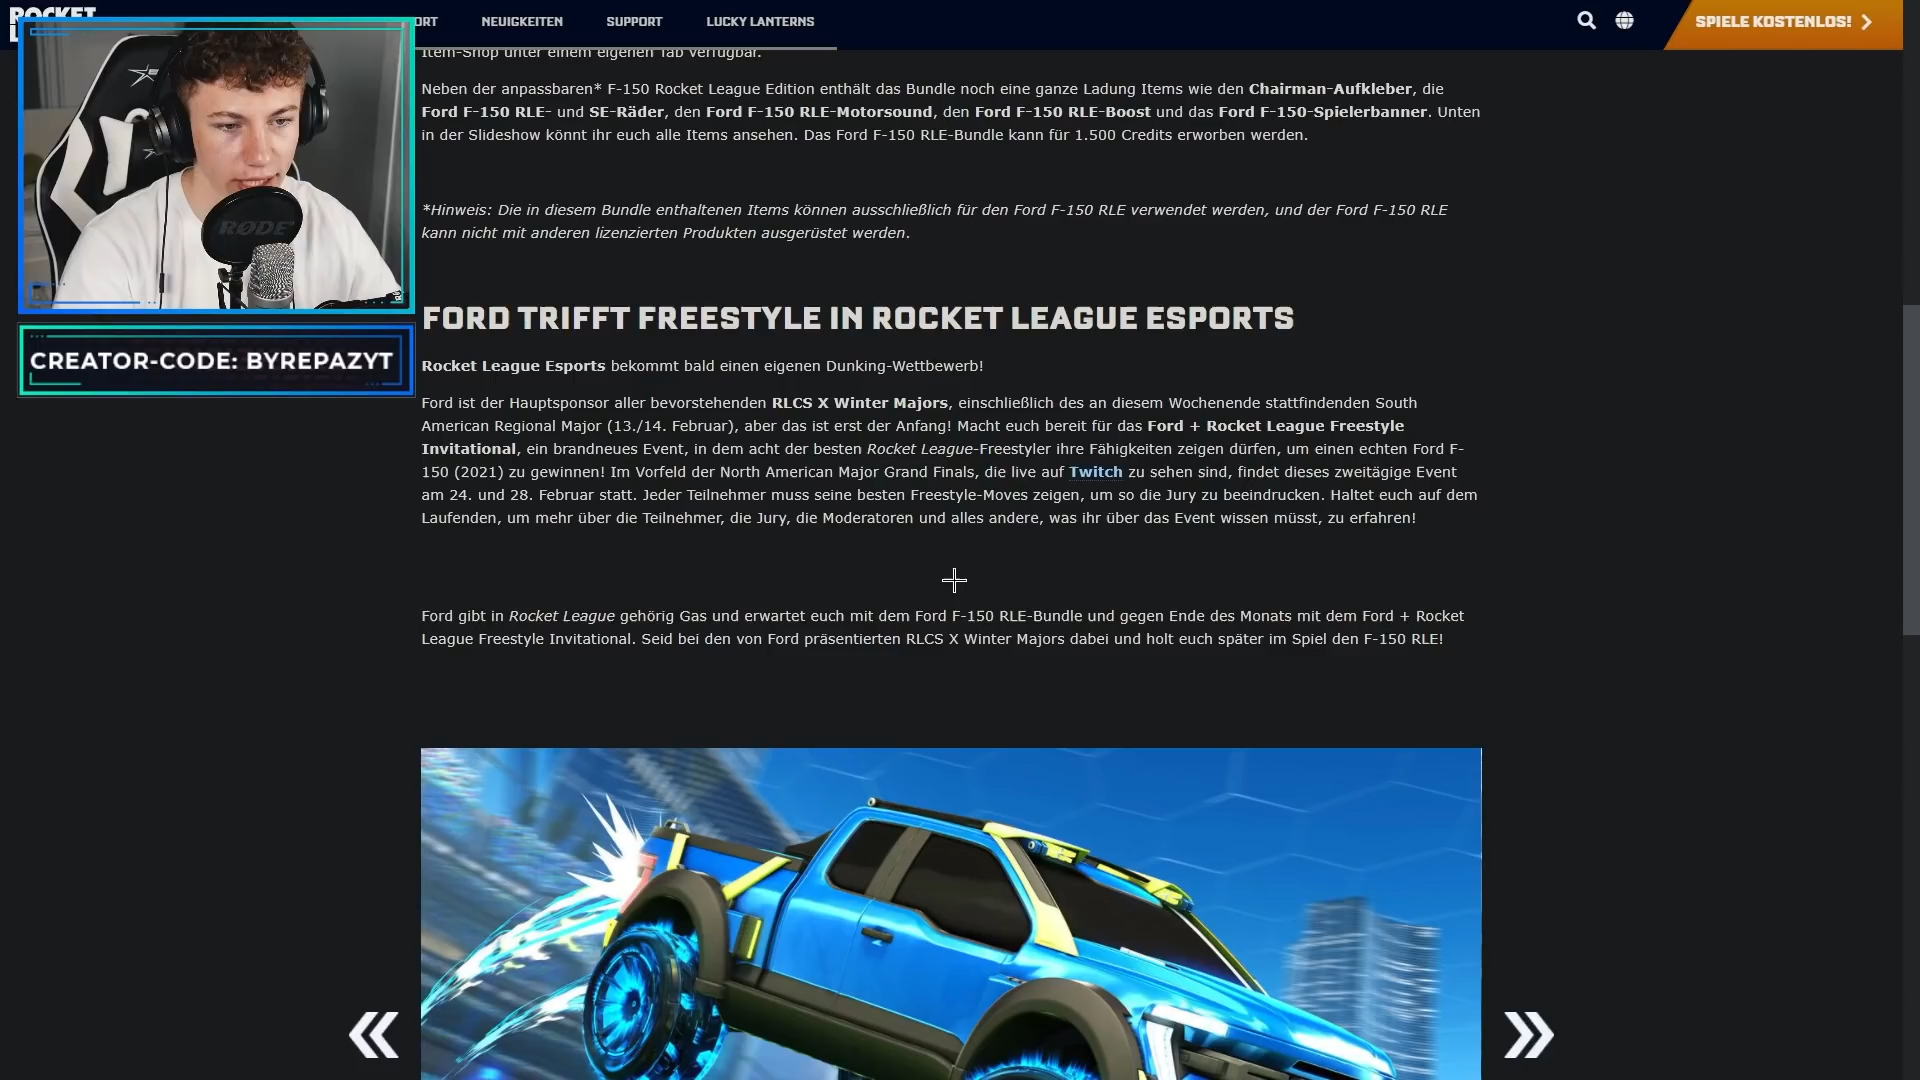 ROCKET
ORT NEUIGKEITEN SUPPORT LUCKY LANTERNS SPIELE KOSTENLOS!
Item-Shop unter einem eigenen Tab verfügbar.
Neben der anpassbaren* F-150 Rocket League Edition enthält das Bundle noch eine ganze Ladung Items wie den Chairman-Aufkleber, die
Ford F-150 RLE- und SE-Räder, den Ford F-150 RLE-Motorsound, den Ford F-150 RLE-Boost und das Ford F-150-Spielerbanner. Unten
in der Slideshow könnt ihr euch alle Items ansehen. Das Ford F-150 RLE-Bundle kann für 1.500 Credits erworben werden.
*Hinweis: Die in diesem Bundle enthaltenen Items können ausschließlich für den Ford F-150 RLE verwendet werden, und der Ford F-150 RLE
kann nicht mit anderen lizenzierten Produkten ausgerüstet werden.
RØDE
CREATOR-CODE: BYREPAZYT
FORD TRIFFT FREESTYLE IN ROCKET LEAGUE ESPORTS
Rocket League Esports bekommt bald einen eigenen Dunking-Wettbewerb!
Ford ist der Hauptsponsor aller bevorstehenden RLCS X Winter Majors, einschließlich des an diesem Wochenende stattfindenden South
American Regional Major (13./14. Februar), aber das ist erst der Anfang! Macht euch bereit für das Ford + Rocket League Freestyle
Invitational, ein brandneues Event, in dem acht der besten Rocket League-Freestyler ihre Fähigkeiten zeigen dürfen, um einen echten Ford F-
150 (2021) zu gewinnen! Im Vorfeld der North American Major Grand Finals, die live auf Twitch zu sehen sind, findet dieses zweitägige Event
am 24. und 28. Februar statt. Jeder Teilnehmer muss seine besten Freestyle-Moves zeigen, um so die Jury zu beeindrucken. Haltet euch auf dem
Laufenden, um mehr über die Teilnehmer, die Jury, die Moderatoren und alles andere, was ihr über das Event wissen müsst, zu erfahren!
Ford gibt in Rocket League gehörig Gas und erwartet euch mit dem Ford F-150 RLE-Bundle und gegen Ende des Monats mit dem Ford + Rocket
League Freestyle Invitational. Seid bei den von Ford präsentierten RLCS X Winter Majors dabei und holt euch später im Spiel den F-150 RLE!